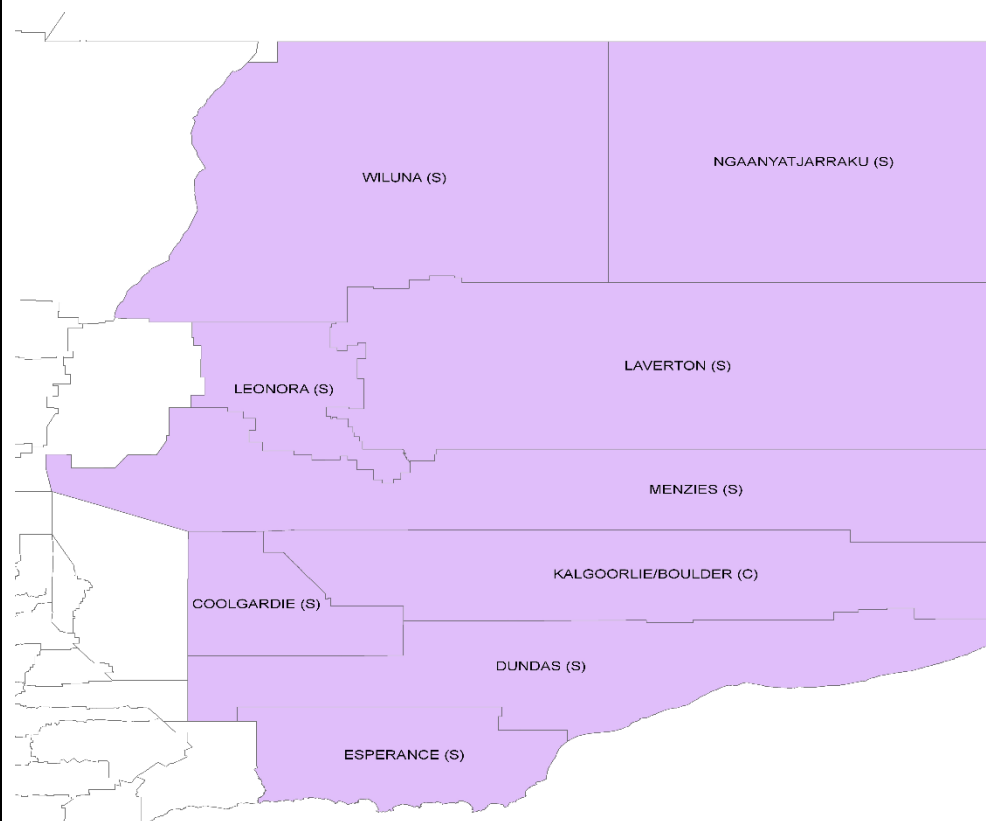 NGAANYATJARRAKU (S)
WILUNA (S)
LAVERTON (S)
LEONORA (S)
MENZIES (S)
KALGOORLIE/BOULDER (C)
COOLGARDIE (S)
DUNDAS (S)
ESPERANCE (S)